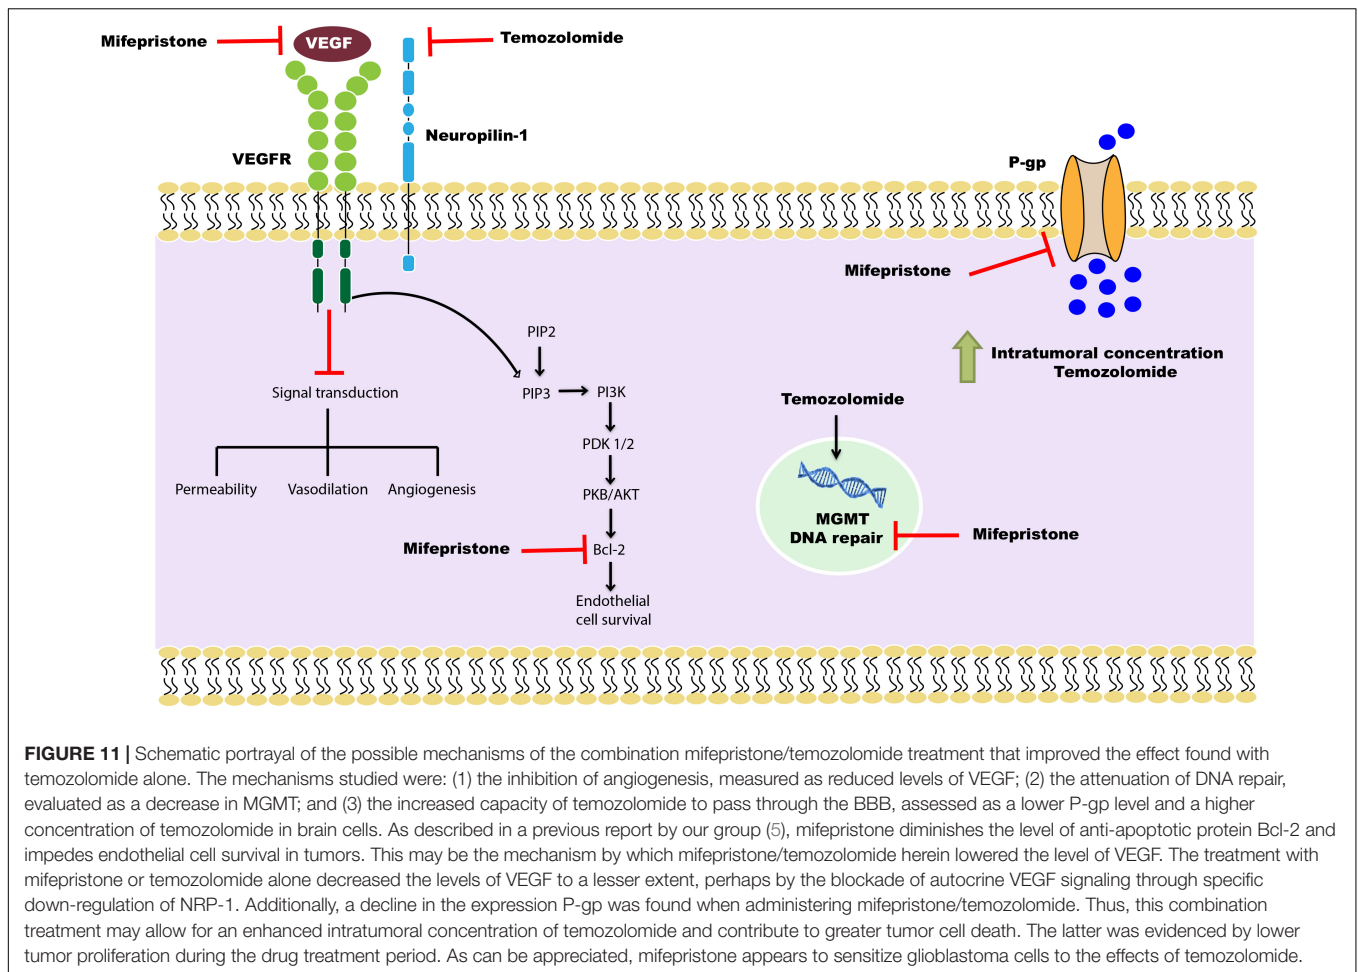 Mifepristone
VEGF
Temozolomide
Neuropilin-1
VEGFR
P-gp
Mifepristone
PIP2
Intratumoral concentration
Temozolomide
Signal transduction
PIP3
PI3K
Temozolomide
PDK 1/2
Permeability
Vasodilation
Angiogenesis
PKB/AKT
MGMT
DNA repair
Mifepristone
Mifepristone
Bcl-2
Endothelial
cell survival
FIGURE 11 | Schematic portrayal of the possible mechanisms of the combination mifepristone/temozolomide treatment that improved the effect found with
temozolomide alone. The mechanisms studied were: (1) the inhibition of angiogenesis, measured as reduced levels of VEGF; (2) the attenuation of DNA repair,
evaluated as a decrease in MGMT; and (3) the increased capacity of temozolomide to pass through the BBB, assessed as a lower P-gp level and a higher
concentration of temozolomide in brain cells. As described in a previous report by our group (5), mifepristone diminishes the level of anti-apoptotic protein Bcl-2 and
impedes endothelial cell survival in tumors. This may be the mechanism by which mifepristone/temozolomide herein lowered the level of VEGF. The treatment with
mifepristone or temozolomide alone decreased the levels of VEGF to a lesser extent, perhaps by the blockade of autocrine VEGF signaling through specific
down-regulation of NRP-1. Additionally, a decline in the expression P-gp was found when administering mifepristone/temozolomide. Thus, this combination
treatment may allow for an enhanced intratumoral concentration of temozolomide and contribute to greater tumor cell death. The latter was evidenced by lower
tumor proliferation during the drug treatment period. As can be appreciated, mifepristone appears to sensitize glioblastoma cells to the effects of temozolomide.